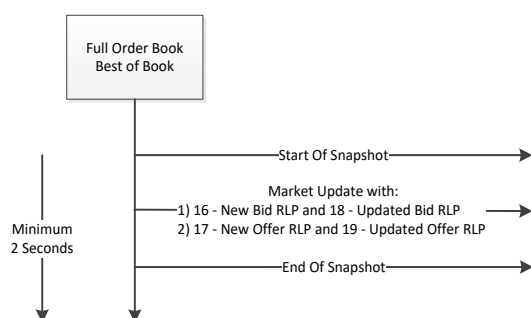 Full Order Book
Best of Book
Start Of Snapshot
Market Update with:
1) 16 - New Bid RLP and 18 - Updated Bid RLP
2) 17 - New Offer RLP and 19 - Updated Offer RLP
Minimum
2 Seconds
End Of Snapshot